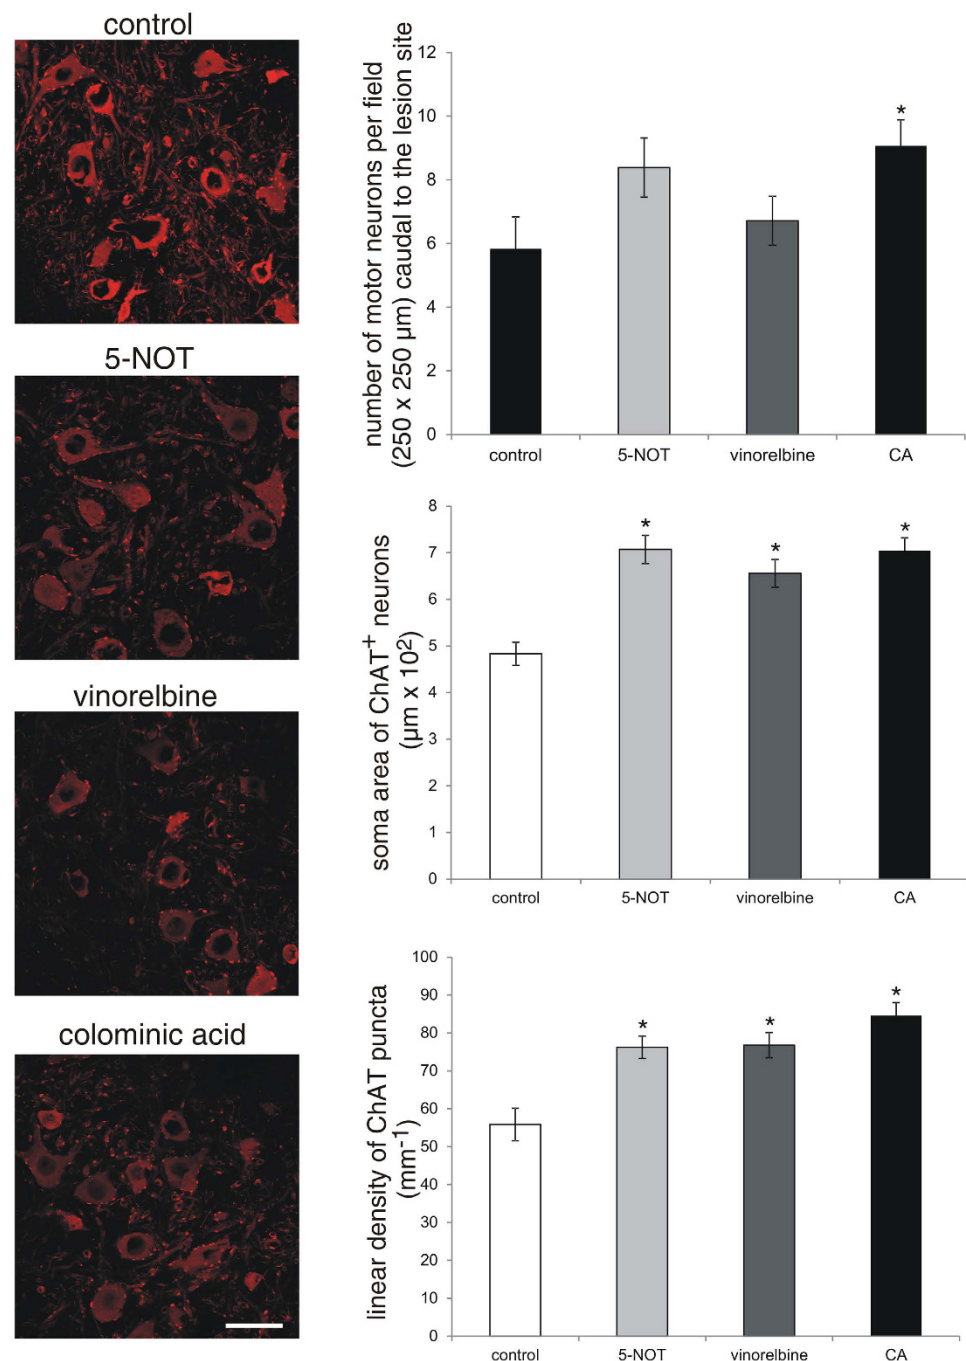 control
5-NOT
vinorelbine
colominic acid
number of motor neurons per field
(250 x 250 µm) caudal to the lesion site
12
10
8
6
4
2
0
*
control
5-NOT
vinorelbine
CA
soma area of ChAT+ neurons
(µm x 10²)
8
7
6
5
4
3
2
1
0
*
*
*
control
5-NOT
vinorelbine
CA
linear density of ChAT puncta
(mm-1)
100
90
80
70
60
50
40
30
20
10
0
*
*
*
control
5-NOT
vinorelbine
CA